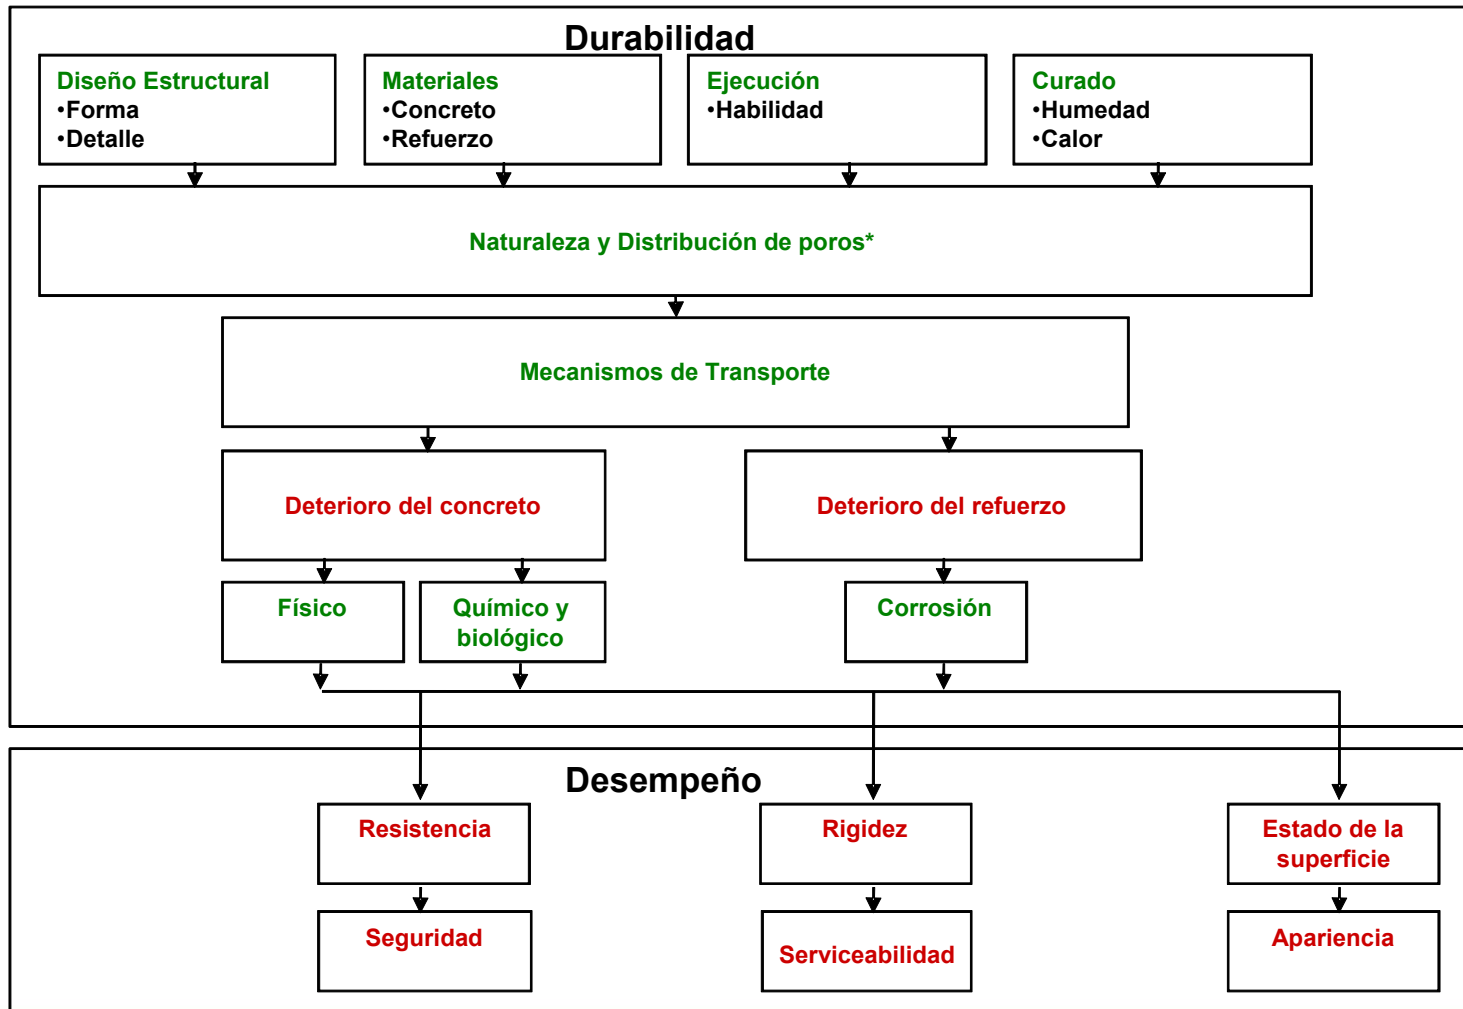 Durabilidad
Diseño Estructural
•Forma
•Detalle
Materiales
•Concreto
•Refuerzo
Ejecución
•Habilidad
Curado
•Humedad
•Calor
Naturaleza y Distribución de poros*
Mecanismos de Transporte
Deterioro del concreto
Deterioro del refuerzo
Físico
Químico y
biológico
Corrosión
Desempeño
Resistencia
Rigidez
Estado de la
superficie
Seguridad
Serviceabilidad
Apariencia